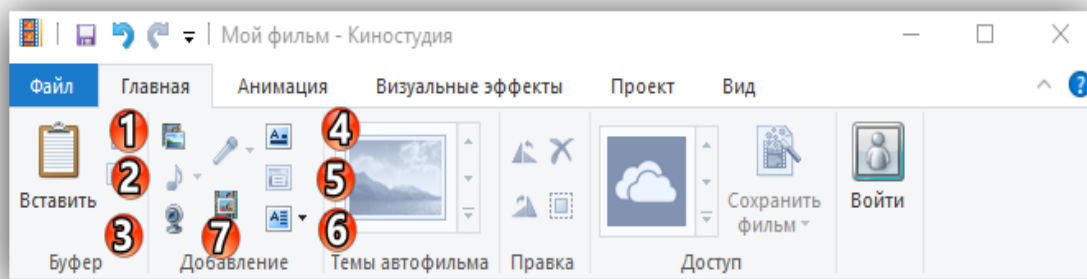 Мой фильм - Киностудия
Файл Главная Анимация Визуальные эффекты Проект Вид
?
1 4
2 5
Вставить Сохранить фильм Войти
3 7 6
Буфер Добавление Темы автофильма Правка Доступ